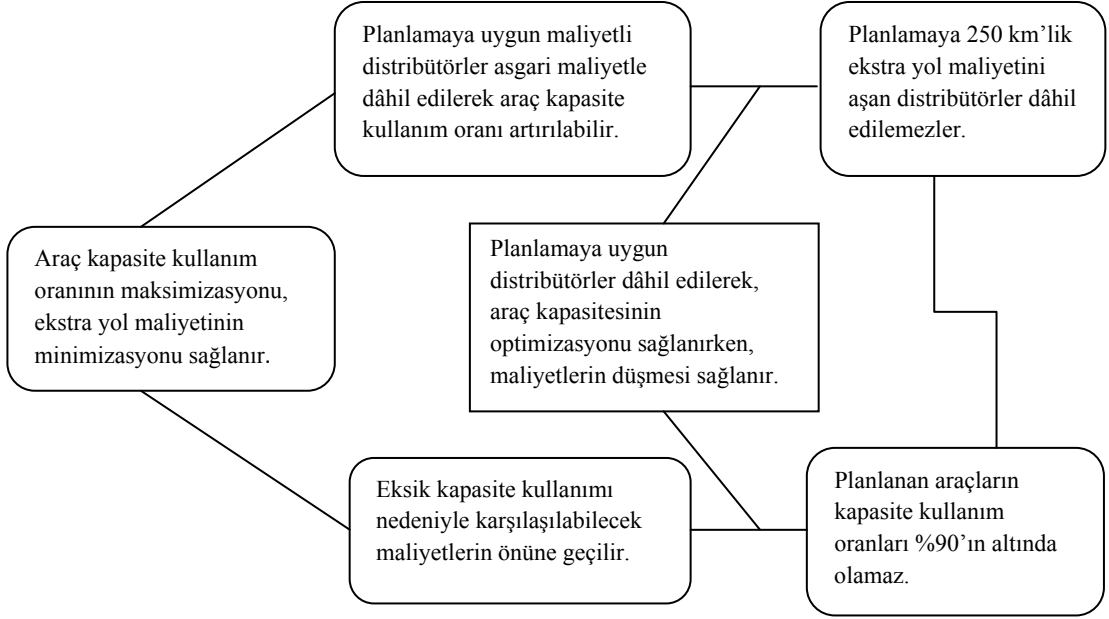 Planlamaya uygun maliyetli
distribütörler asgari maliyetle
dâhil edilerek araç kapasite
kullanım oranı artırılabilir.
Planlamaya 250 km’lik
ekstra yol maliyetini
aşan distribütörler dâhil
edilemezler.
Araç kapasite kullanım
oranının maksimizasyonu,
ekstra yol maliyetinin
minimizasyonu sağlanır.
Planlamaya uygun
distribütörler dâhil edilerek,
araç kapasitesinin
optimizasyonu sağlanırken,
maliyetlerin düşmesi sağlanır.
Eksik kapasite kullanımı
nedeniyle karşılaşılabilecek
maliyetlerin önüne geçilir.
Planlanan araçların
kapasite kullanım
oranları %90’ın altında
olamaz.